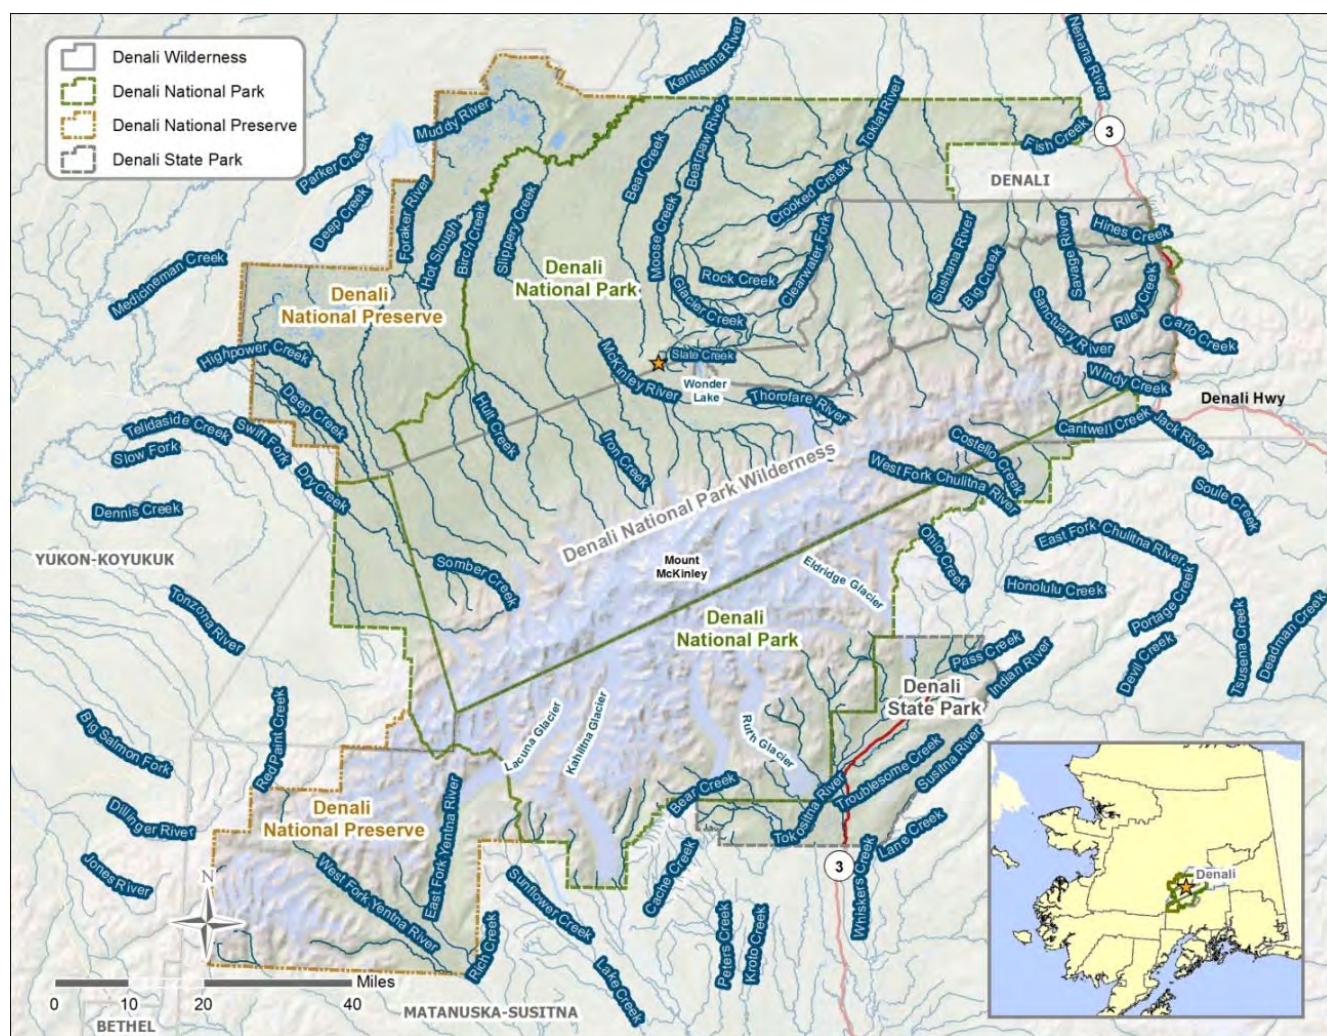 Denali Wilderness
Denali National Park
Denali National Preserve
Denali State Park
Kantishna River
Nenana River
3
Muddy River
Parker Creek
Deep Creek
Foraker River
Hot Slough
Birch Creek
Slippery Creek
Bear Creek
Bearpaw River
Moose Creek
Toklat River
Crooked Creek
Fish Creek
DENALI
Hines Creek
Medicineman Creek
Denali
National Preserve
Denali
National Park
Rock Creek
Glacier Creek
Clearwater Fork
Sushana River
Big Creek
Savage River
Sanctuary River
Riley Creek
Carlo Creek
Highpower Creek
McKinley River
Slate Creek
Wonder
Lake
Thorofare River
Windy Creek
Denali Hwy
Deep Creek
Telidaside Creek
Slow Fork
Swift Fork
Dry Creek
Hult Creek
Iron Creek
Cantwell Creek
Jack River
Costello Creek
West Fork Chulitna River
Denali National Park Wilderness
Dennis Creek
Soule Creek
YUKON-KOYUKUK
Somber Creek
Mount
McKinley
Eldridge Glacier
Ohio Creek
East Fork Chulitna River
Honolulu Creek
Portage Creek
Tonzona River
Denali
National Park
Devil Creek
Tsusena Creek
Deadman Creek
Pass Creek
Indian River
Denali
State Park
Red Paint Creek
Big Salmon Fork
Lacuna Glacier
Kahiltna Glacier
Ruth Glacier
Troublesome Creek
Susitna River
Dillinger River
Denali
National Preserve
East Fork Yentna River
Bear Creek
Tokositna River
Lane Creek
Jones River
West Fork Yentna River
Sunflower Creek
Cache Creek
3
Whiskers Creek
Denali
N
Rich Creek
Lake Creek
Peters Creek
Kroto Creek
Miles
0 10 20 40
MATANUSKA-SUSITNA
BETHEL